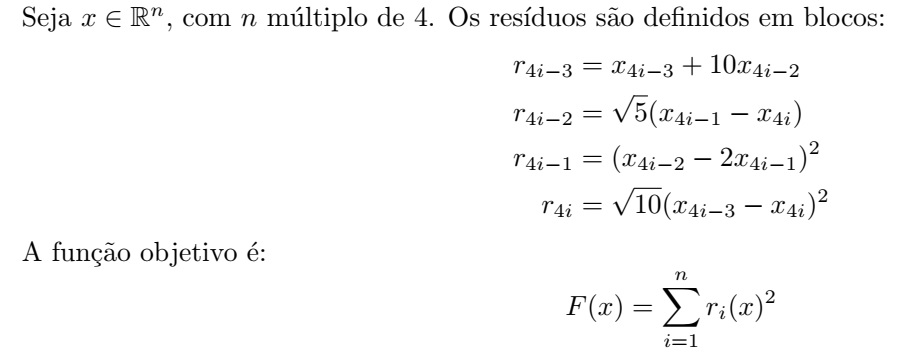 Seja $x \in \mathbb{R}^n$, com $n$ múltiplo de 4. Os resíduos são definidos em blocos:
$r_{4i-3} = x_{4i-3} + 10x_{4i-2}$
$r_{4i-2} = \sqrt{5}(x_{4i-1} - x_{4i})$
$r_{4i-1} = (x_{4i-2} - 2x_{4i-1})^2$
$r_{4i} = \sqrt{10}(x_{4i-3} - x_{4i})^2$
A função objetivo é:
$F(x) = \sum_{i=1}^{n} r_i(x)^2$